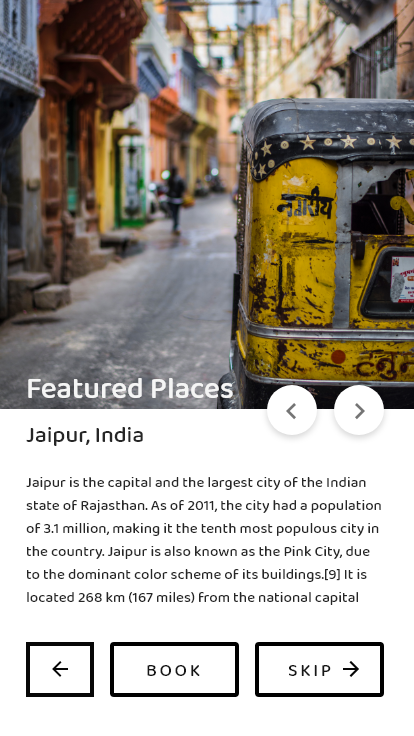 नगरीय
Featured Places
Jaipur, India
Jaipur is the capital and the largest city of the Indian
state of Rajasthan. As of 2011, the city had a population
of 3.1 million, making it the tenth most populous city in
the country. Jaipur is also known as the Pink City, due
to the dominant color scheme of its buildings.[9] It is
located 268 km (167 miles) from the national capital
BOOK
SKIP